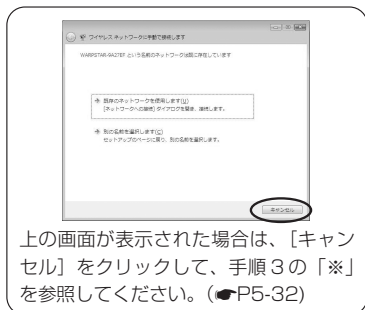 ワイヤレス ネットワークに手動で接続します
WARPSTAR-9A27EF という名前のネットワークは既に存在しています
既存のネットワークを使用します(U)
[ネットワークへの接続] ダイアログを開き、接続します。
別の名前を選択します(C)
セットアップのページに戻り、別の名前を選択します。
キャンセル
上の画面が表示された場合は、［キャン
セル］をクリックして、手順３の「※」
を参照してください。(☛P5-32)